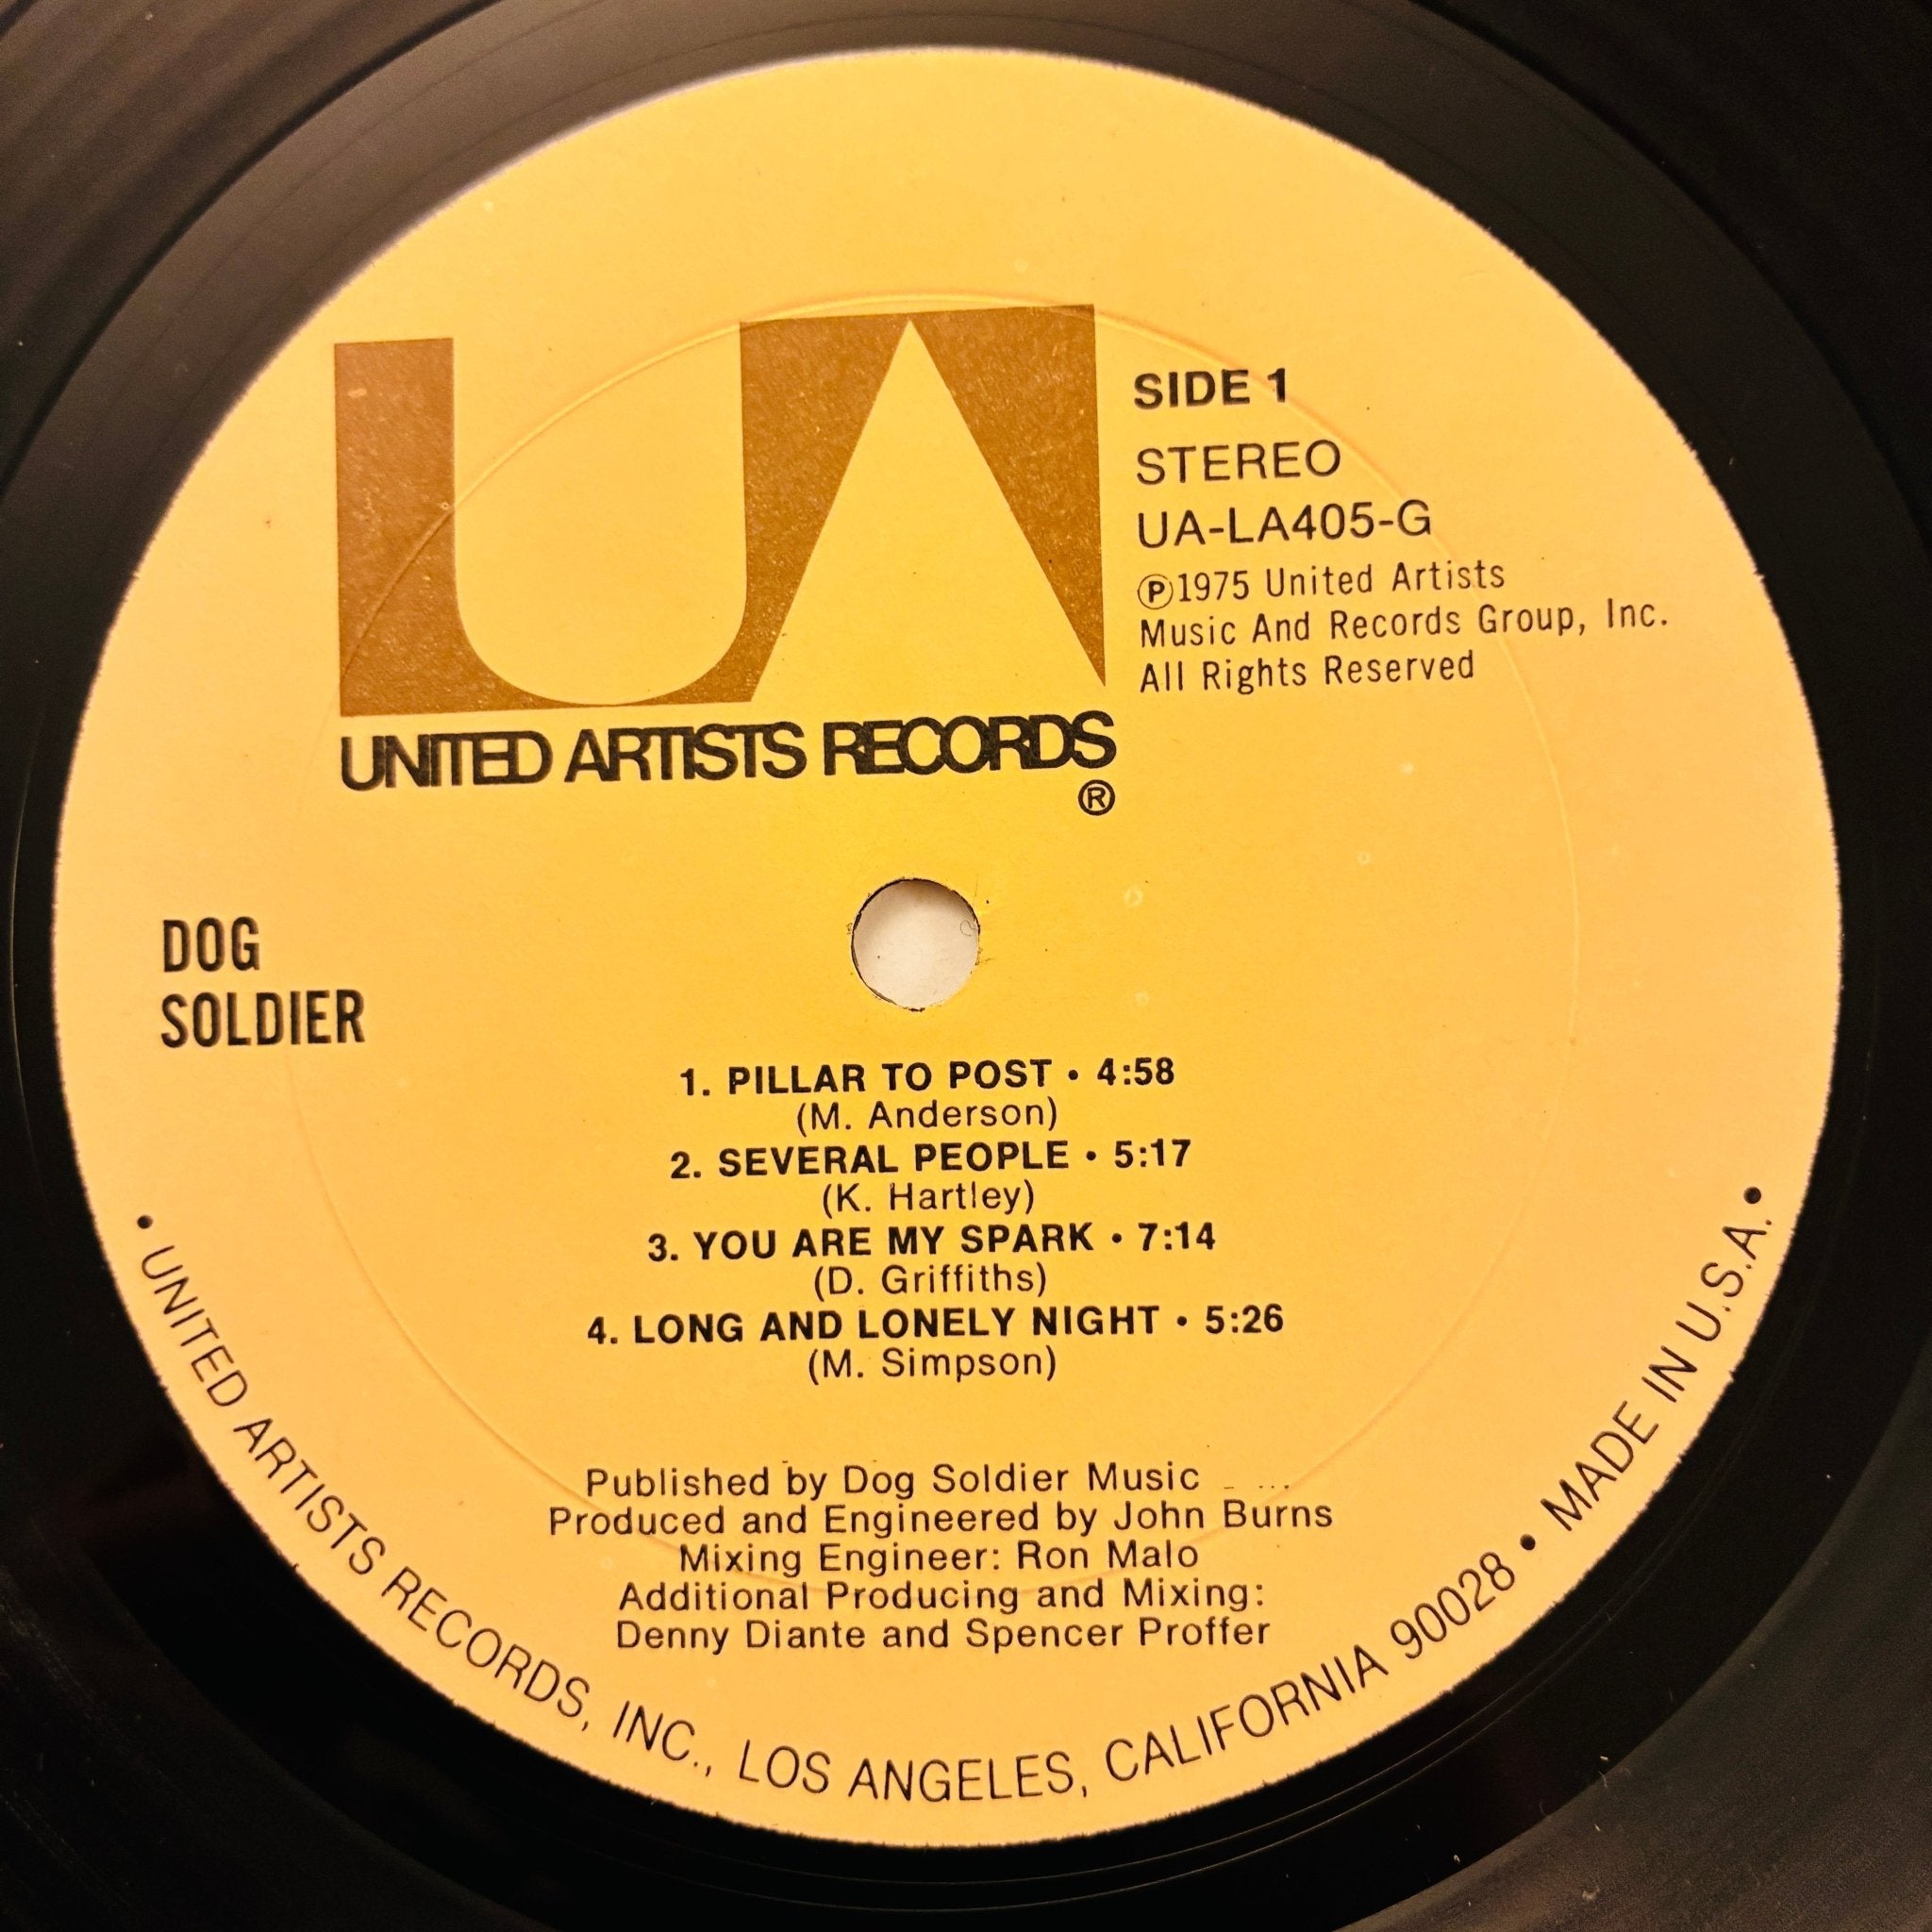 UA
UNITED ARTISTS RECORDS
®
SIDE 1
STEREO
UA-LA405-G
℗1975 United Artists
Music And Records Group, Inc.
All Rights Reserved
DOG
SOLDIER
1. PILLAR TO POST • 4:58
(M. Anderson)
2. SEVERAL PEOPLE • 5:17
(K. Hartley)
3. YOU ARE MY SPARK • 7:14
(D. Griffiths)
4. LONG AND LONELY NIGHT • 5:26
(M. Simpson)
Published by Dog Soldier Music
Produced and Engineered by John Burns
Mixing Engineer: Ron Malo
Additional Producing and Mixing:
Denny Diante and Spencer Proffer
• UNITED ARTISTS RECORDS, INC., LOS ANGELES, CALIFORNIA 90028 • MADE IN U.S.A. •